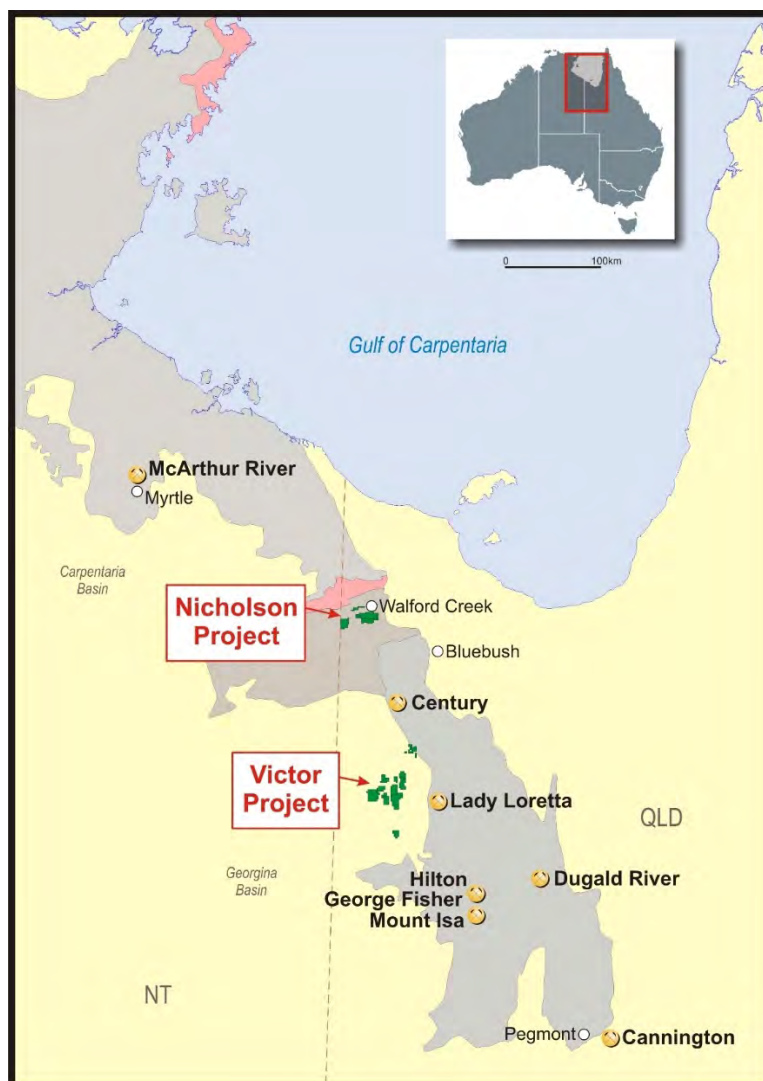 0 100km
Gulf of Carpentaria
McArthur River
Myrtle
Carpentaria
Basin
Nicholson
Project
Walford Creek
Bluebush
Century
Victor
Project
Lady Loretta
QLD
Georgina
Basin
Hilton
George Fisher
Mount Isa
Dugald River
NT
Pegmont
Cannington